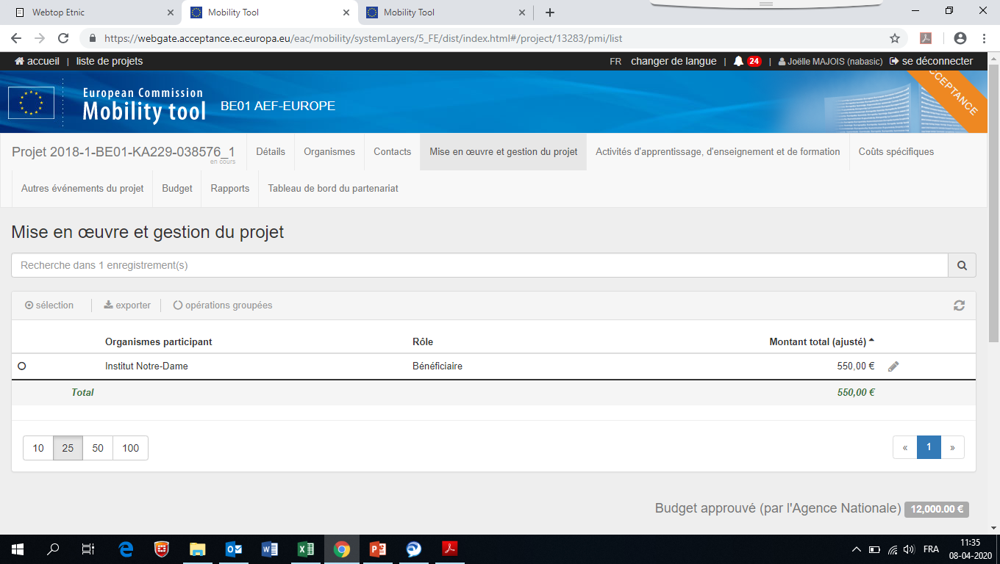 Webtop Etnic
Mobility Tool
Mobility Tool
https://webgate.acceptance.ec.europa.eu/eac/mobility/systemLayers/5_FE/dist/index.html#/project/13283/pmi/list
accueil | liste de projets
FR changer de langue | 24 | Joëlle MAJOIS (nabasic) se déconnecter
European Commission
Mobility tool
BE01 AEF-EUROPE
CCEPTANCE
Projet 2018-1-BE01-KA229-038576_1
en cours
Détails
Organismes
Contacts
Mise en œuvre et gestion du projet
Activités d'apprentissage, d'enseignement et de formation
Coûts spécifiques
Autres événements du projet
Budget
Rapports
Tableau de bord du partenariat
Mise en œuvre et gestion du projet
Recherche dans 1 enregistrement(s)
sélection
exporter
opérations groupées
Organismes participant Rôle Montant total (ajusté)
Institut Notre-Dame Bénéficiaire 550,00 €
Total 550,00 €
10 25 50 100
« 1 »
Budget approuvé (par l'Agence Nationale) 12,000.00 €
FRA
11:35
08-04-2020